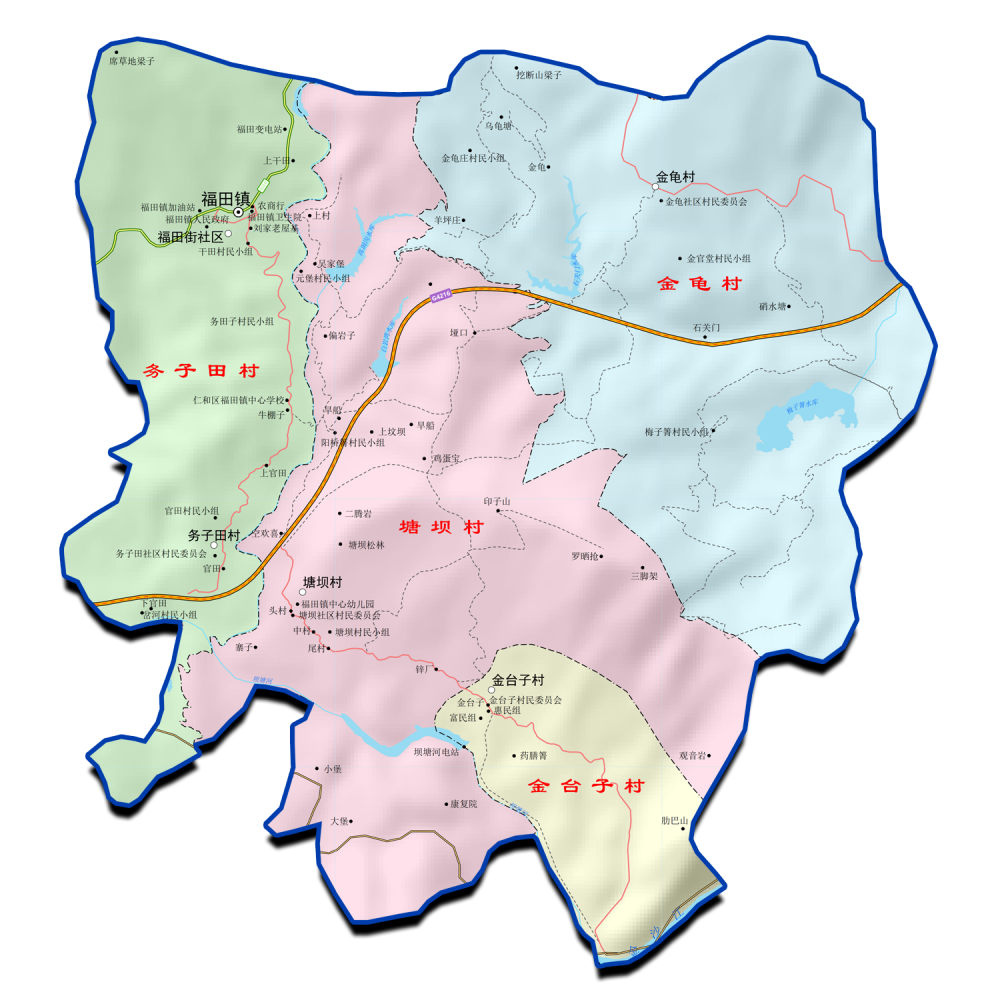 席草地梁子
挖断山梁子
福田变电站
乌龟塘
上干田
金龟庄村民小组
金龟
金龟村
福田镇
金龟社区村民委员会
福田镇加油站
农商行
福田镇人民政府
福田镇卫生院
上村
羊坪庄
刘家老屋基
福田街社区
干田村民小组
金官堂村民小组
吴家堡
元堡村民小组
金龟村
G4216
硝水塘
务田子村民小组
石关门
偏岩子
垭口
务子田村
仁和区福田镇中心学校
牛棚子
旱船
梅子箐水库
旱船
上坟坝
阳桥箐村民小组
梅子箐村民小组
鸡蛋宝
上官田
印子山
官田村民小组
二腾岩
塘坝村
务子田村
空欢喜
塘坝松林
务子田社区村民委员会
罗晒抢
官田
三脚架
塘坝村
下官田
福田镇中心幼儿园
岔河村民小组
头村
塘坝社区村民委员会
中村
塘坝村民小组
寨子
尾村
锌厂
金台子村
坝塘河
金台子
金台子村民委员会
惠民组
富民组
坝塘河电站
药膳箐
观音岩
小堡
金台子村
康复院
大堡
肋巴山
金沙江